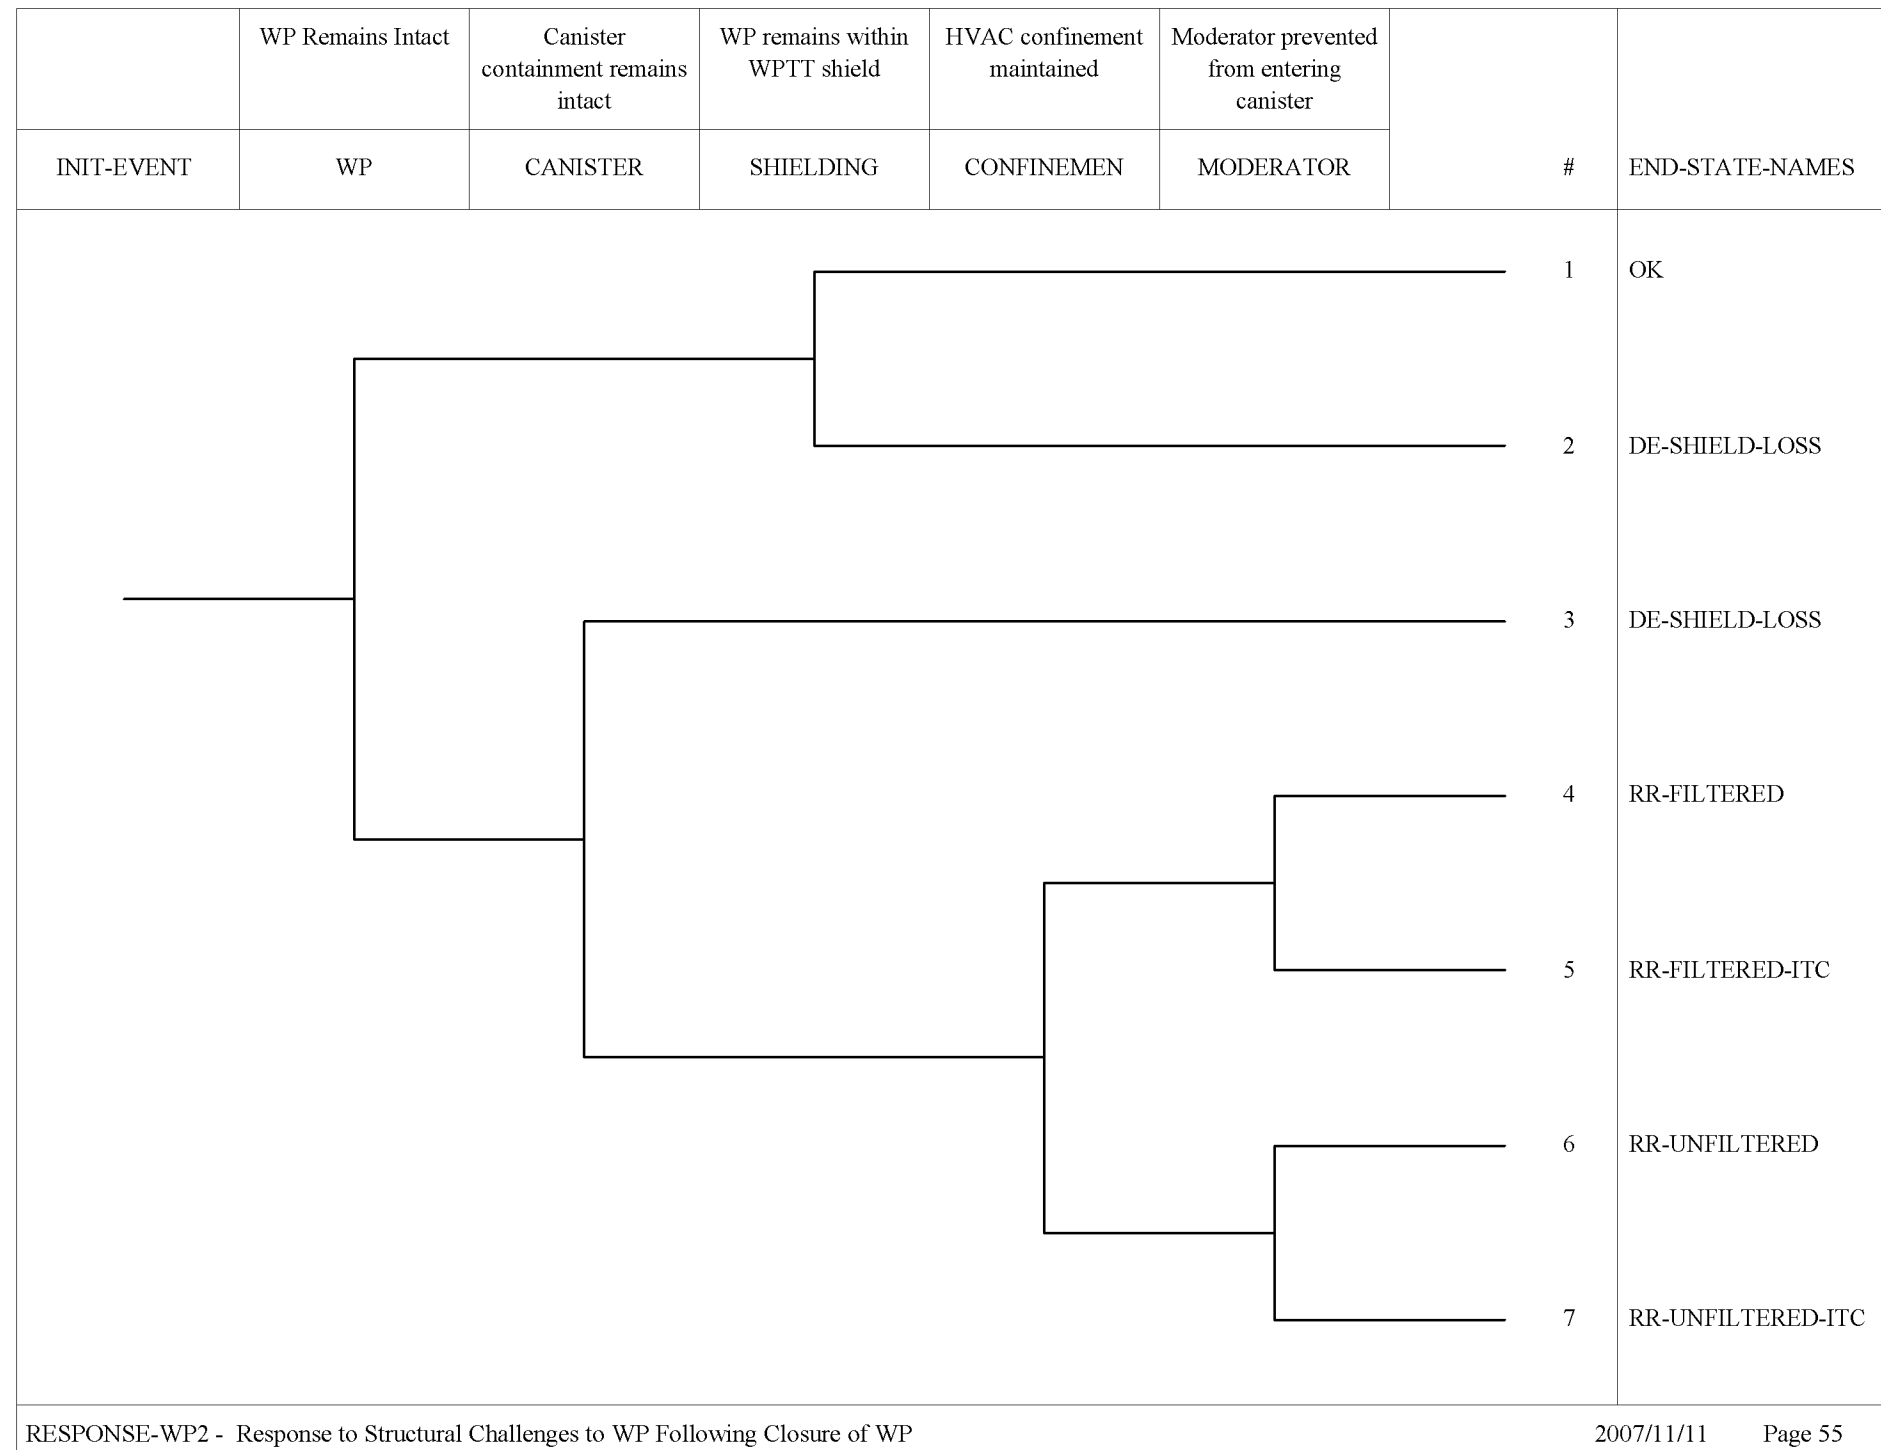 WP Remains Intact
Canister
containment remains
intact
WP remains within
WPTT shield
HVAC confinement
maintained
Moderator prevented
from entering
canister
INIT-EVENT WP CANISTER SHIELDING CONFINEMEN MODERATOR # END-STATE-NAMES
1 OK
2 DE-SHIELD-LOSS
3 DE-SHIELD-LOSS
4 RR-FILTERED
5 RR-FILTERED-ITC
6 RR-UNFILTERED
7 RR-UNFILTERED-ITC
RESPONSE-WP2 - Response to Structural Challenges to WP Following Closure of WP 2007/11/11 Page 55